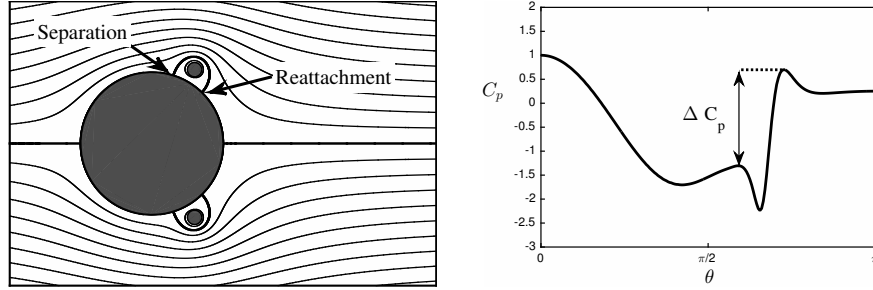 Separation
Reattachment
2
1.5
1
0.5
0
-0.5
-1
-1.5
-2
-2.5
-3
C_p
Δ C_p
0
π/2
π
θ